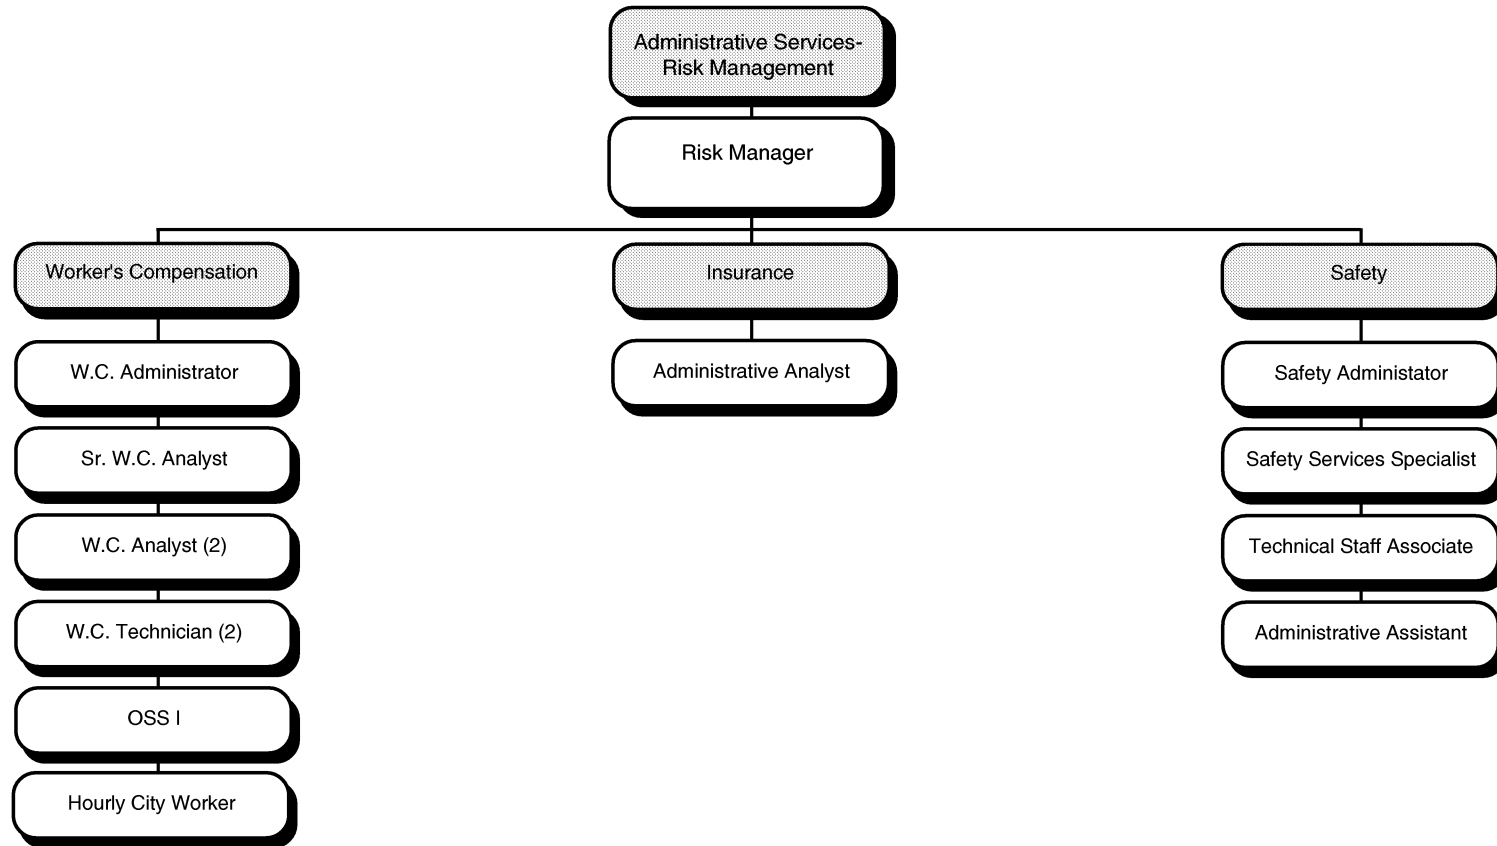 Administrative Services-
Risk Management
Risk Manager
Worker's Compensation
W.C. Administrator
Sr. W.C. Analyst
W.C. Analyst (2)
W.C. Technician (2)
OSS I
Hourly City Worker
Insurance
Administrative Analyst
Safety
Safety Administator
Safety Services Specialist
Technical Staff Associate
Administrative Assistant